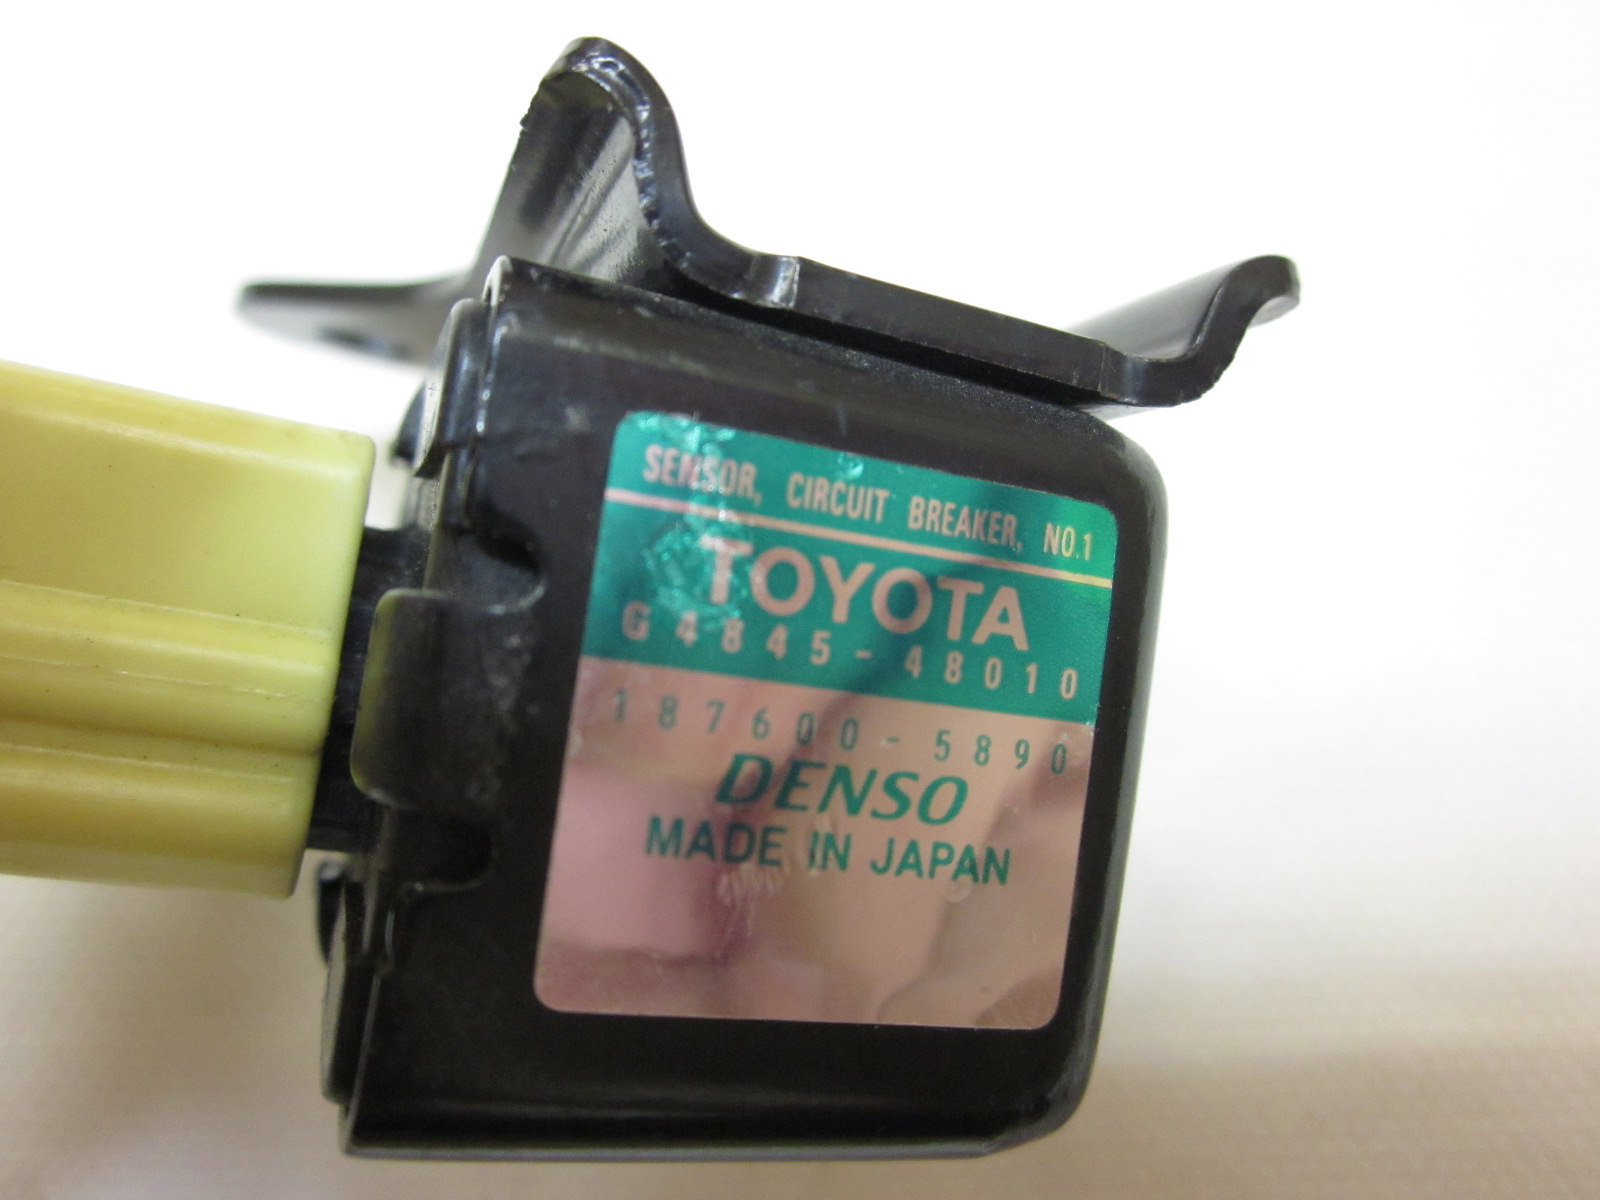 SENSOR, CIRCUIT BREAKER, NO.1
TOYOTA
G4845-48010
187600-5890
DENSO
MADE IN JAPAN